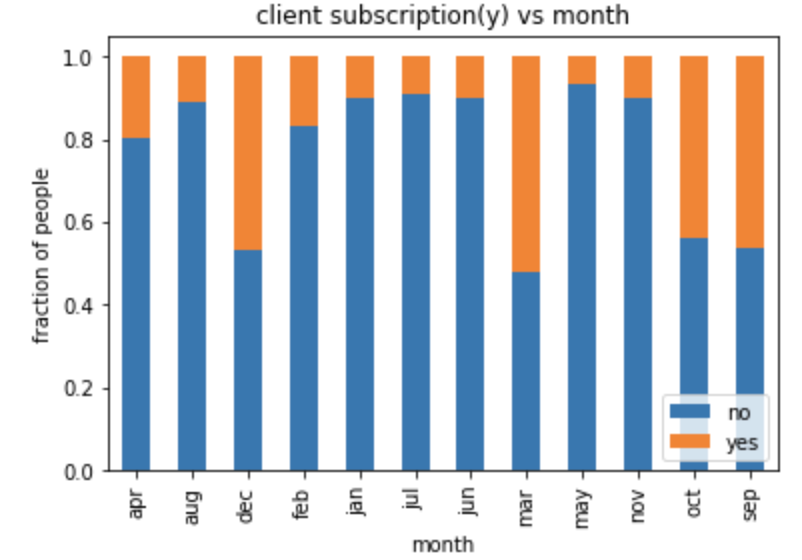 client subscription(y) vs month
fraction of people
1.0
0.8
0.6
0.4
0.2
0.0
no
yes
apr
aug
dec
feb
jan
jul
jun
mar
may
nov
oct
sep
month